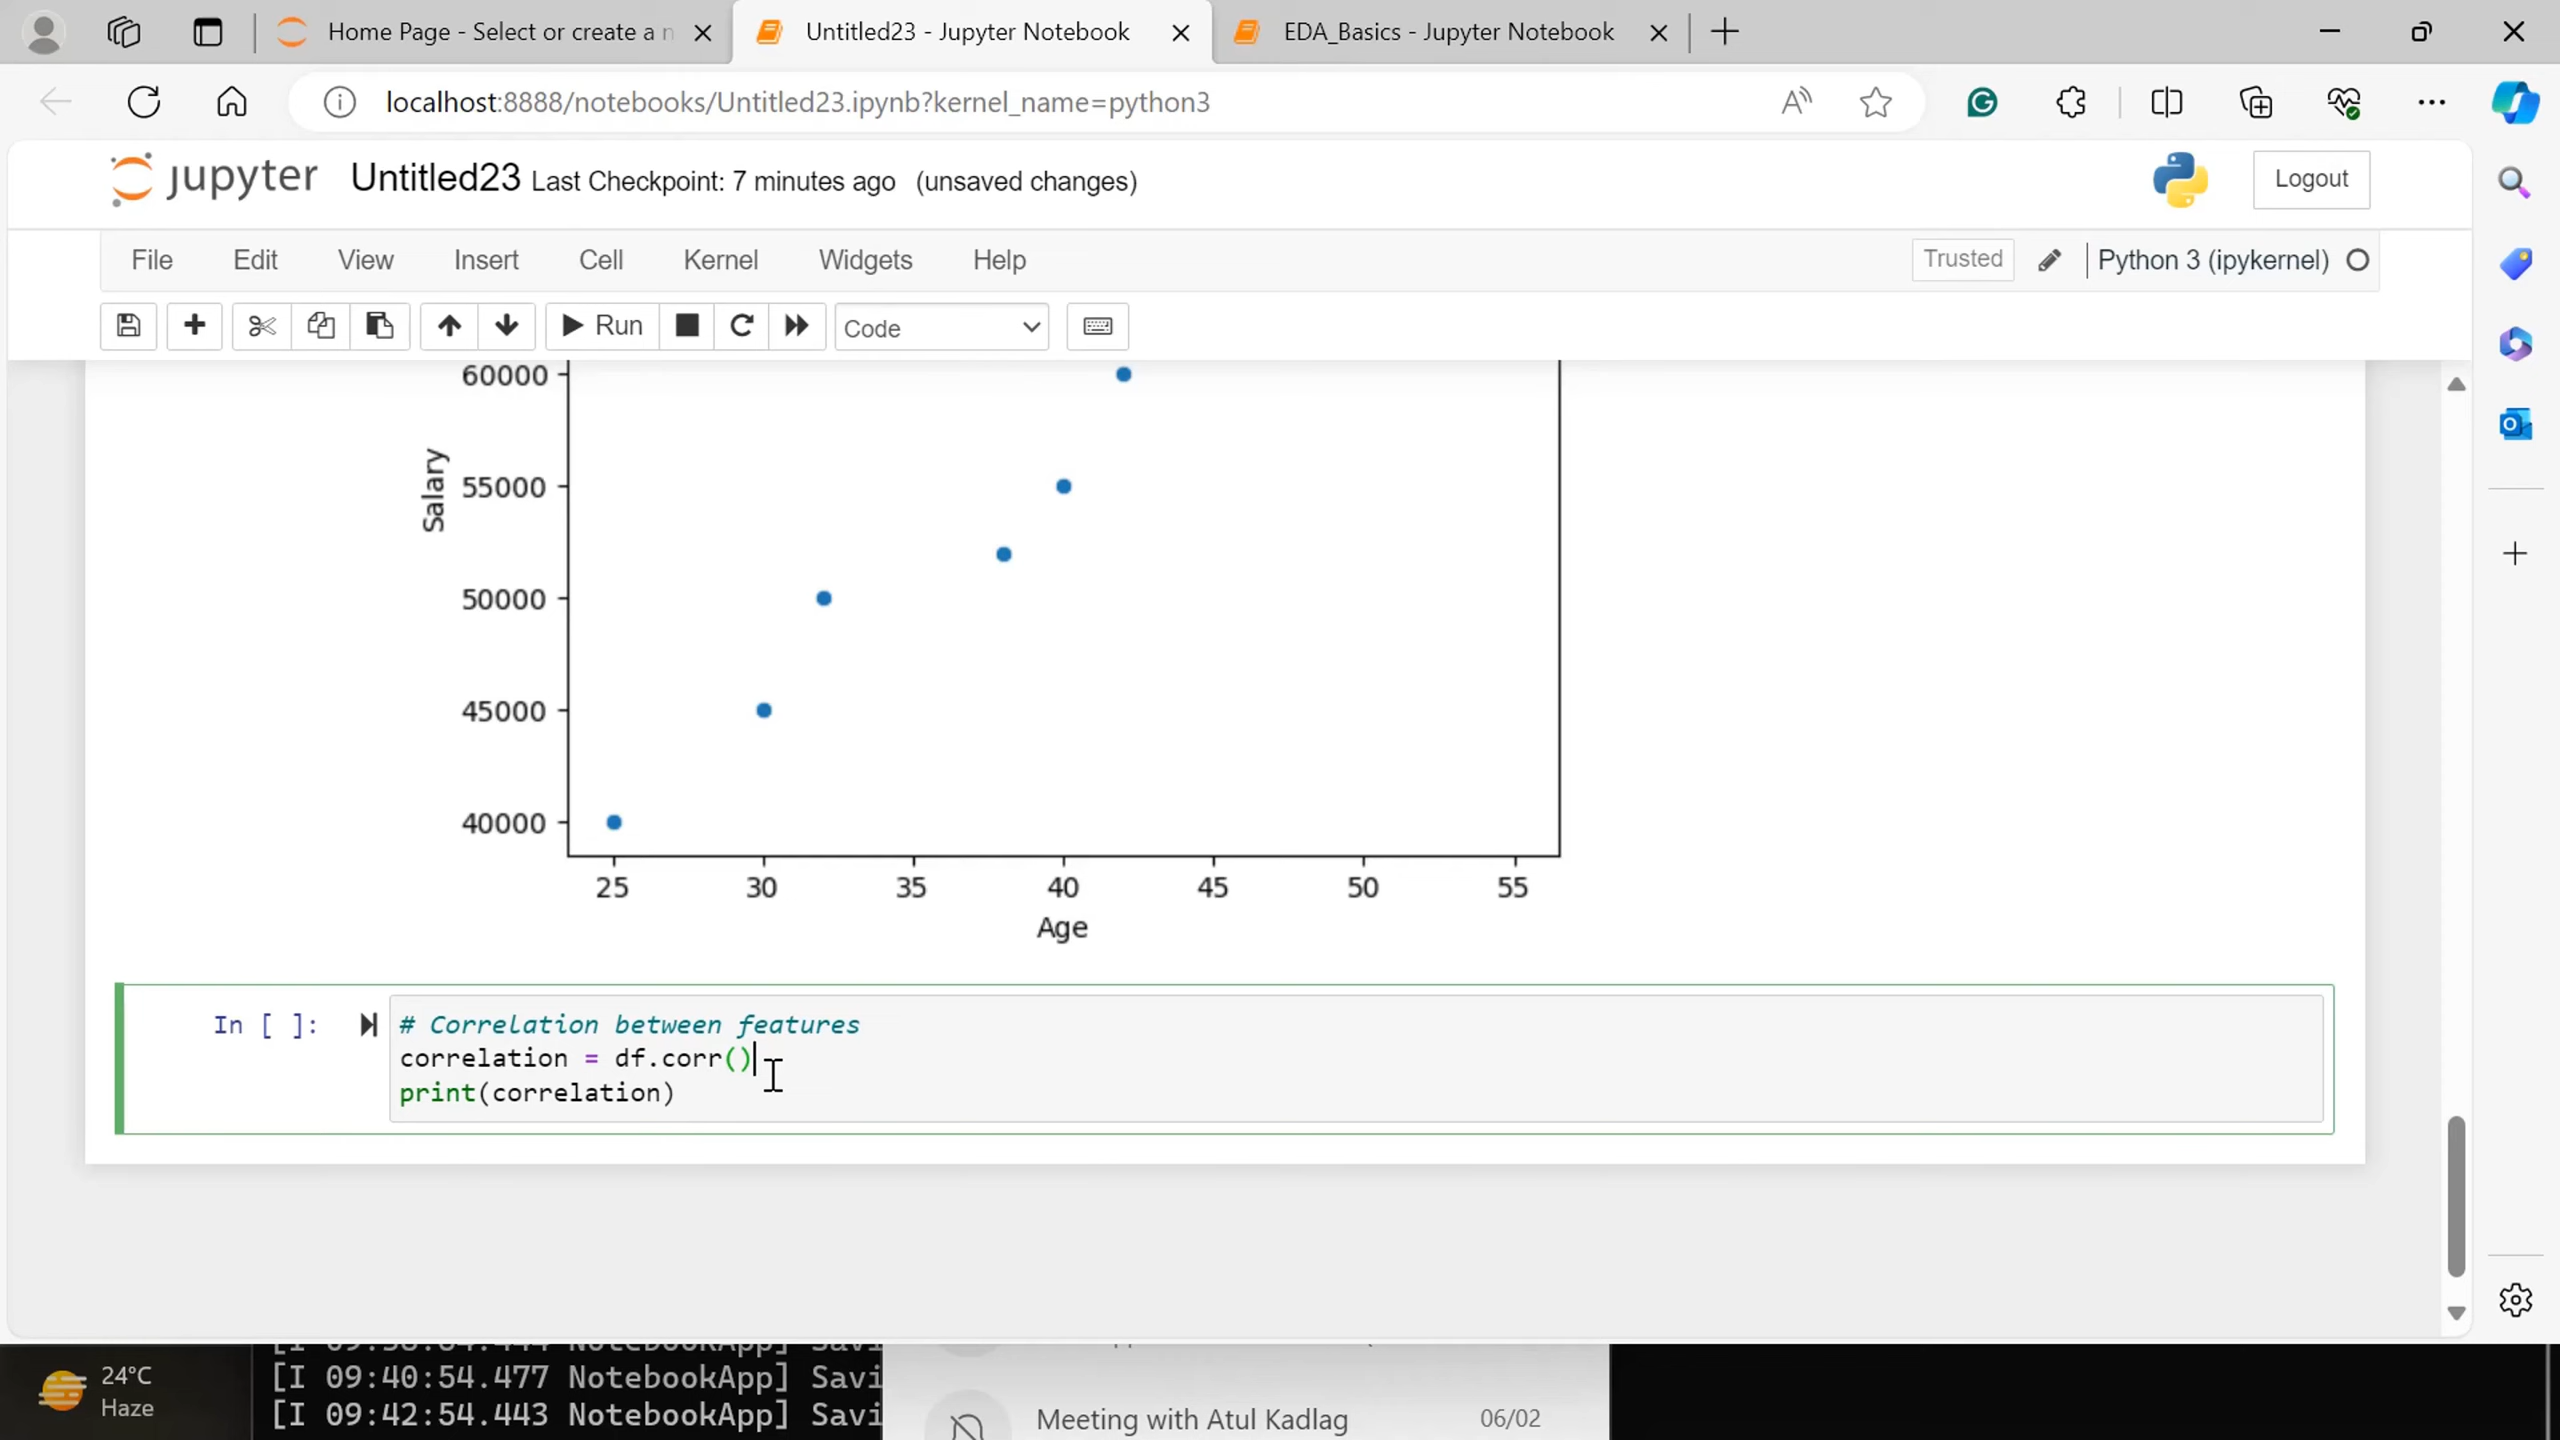 Home Page - Select or create a n
Untitled23 - Jupyter Notebook
EDA_Basics - Jupyter Notebook
localhost:8888/notebooks/Untitled23.ipynb?kernel_name=python3
jupyter Untitled23 Last Checkpoint: 7 minutes ago (unsaved changes)
Logout
File Edit View Insert Cell Kernel Widgets Help
Trusted
Python 3 (ipykernel)
Run
Code
60000
55000
50000
45000
40000
Salary
25 30 35 40 45 50 55
Age
In [ ]:
# Correlation between features
correlation = df.corr()
print(correlation)
24°C
Haze
[I 09:40:54.477 NotebookApp] Savi
[I 09:42:54.443 NotebookApp] Savi
Meeting with Atul Kadlag 06/02